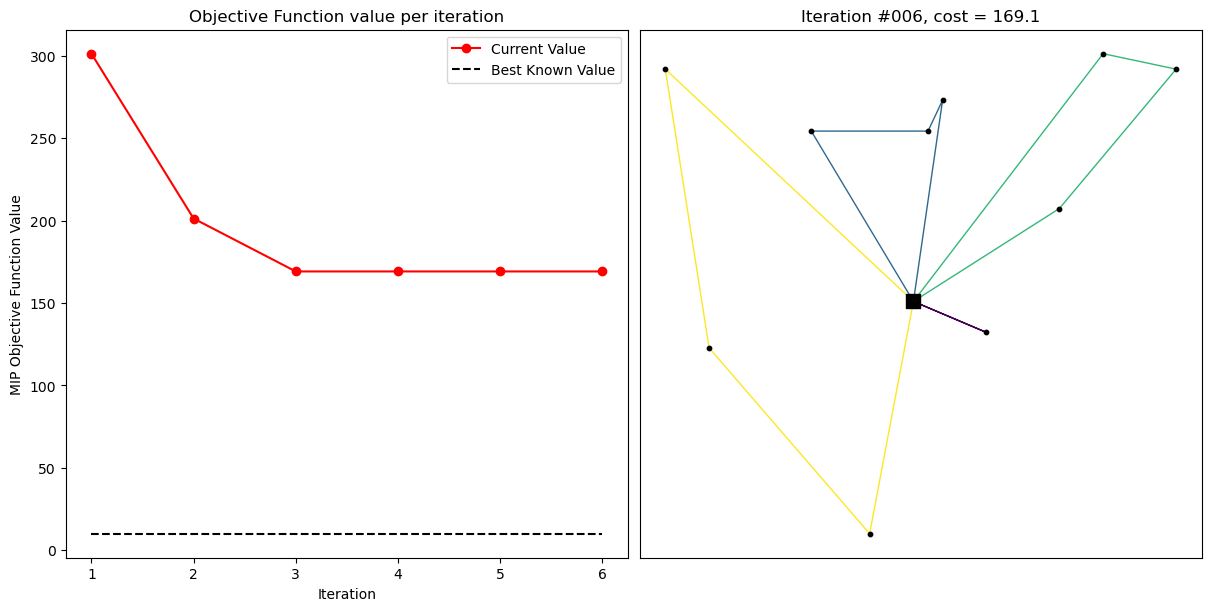 Objective Function value per iteration
Current Value
Best Known Value
300
250
200
150
100
50
0
MIP Objective Function Value
1 2 3 4 5 6
Iteration
Iteration #006, cost = 169.1